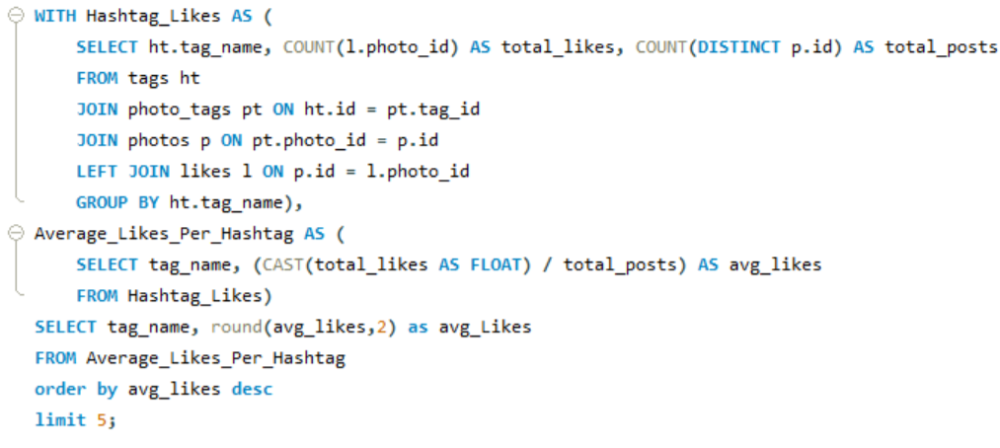 WITH Hashtag_Likes AS (
SELECT ht.tag_name, COUNT(l.photo_id) AS total_likes, COUNT(DISTINCT p.id) AS total_posts
FROM tags ht
JOIN photo_tags pt ON ht.id = pt.tag_id
JOIN photos p ON pt.photo_id = p.id
LEFT JOIN likes l ON p.id = l.photo_id
GROUP BY ht.tag_name),
Average_Likes_Per_Hashtag AS (
SELECT tag_name, (CAST(total_likes AS FLOAT) / total_posts) AS avg_likes
FROM Hashtag_Likes)
SELECT tag_name, round(avg_likes,2) as avg_Likes
FROM Average_Likes_Per_Hashtag
order by avg_likes desc
limit 5;